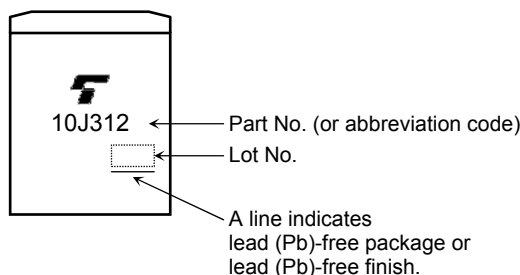 10J312
Part No. (or abbreviation code)
Lot No.
A line indicates
lead (Pb)-free package or
lead (Pb)-free finish.